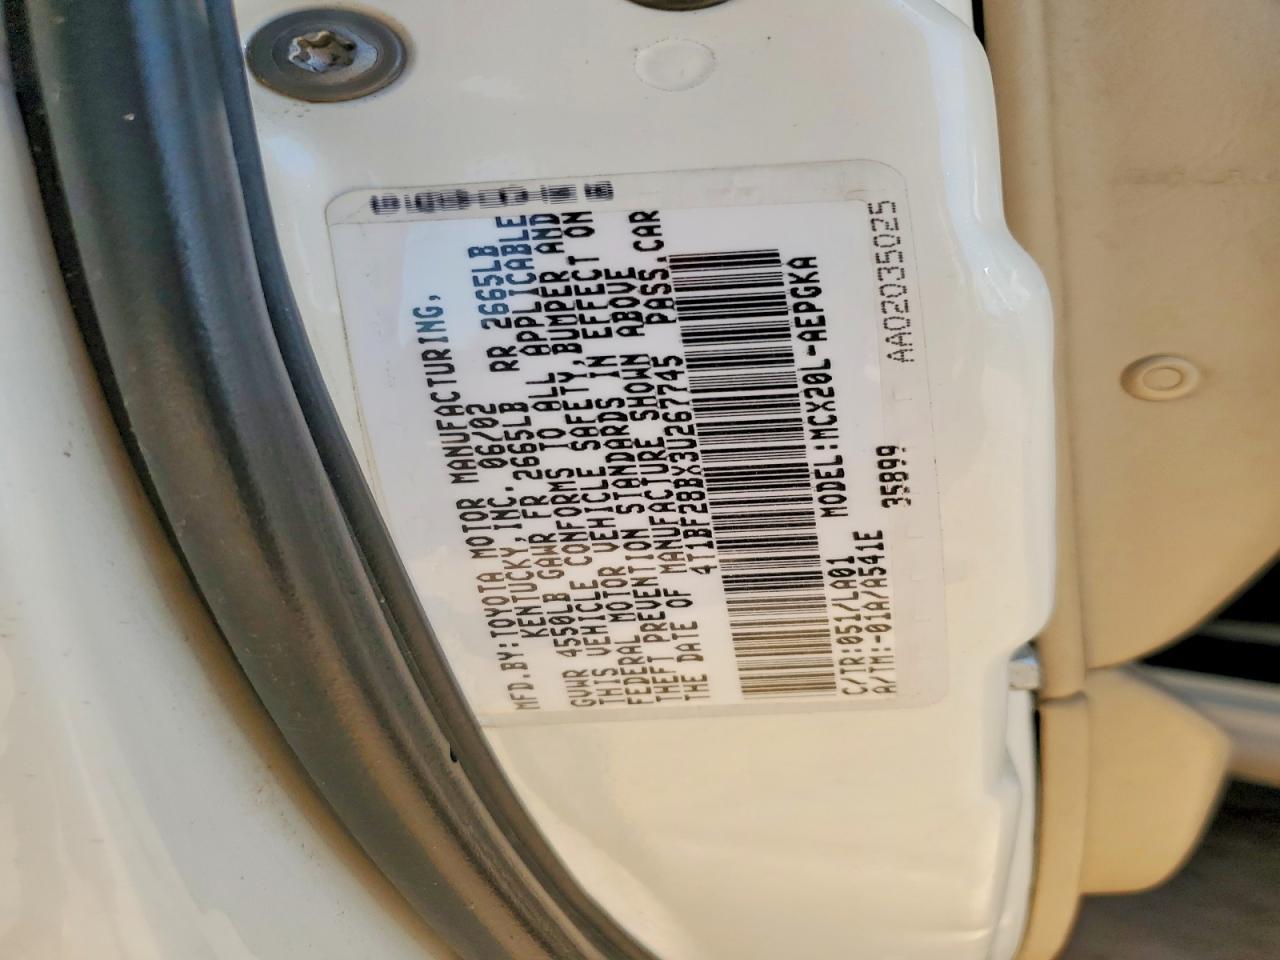 MFD.BY:TOYOTA MOTOR MANUFACTURING,
KENTUCKY,INC. 06/02
GVWR 4550LB GAWR FR 2665LB RR 2665LB
THIS VEHICLE CONFORMS TO ALL APPLICABLE
FEDERAL MOTOR VEHICLE SAFETY,BUMPER AND
THEFT PREVENTION STANDARDS IN EFFECT ON
THE DATE OF MANUFACTURE SHOWN ABOVE
4T1BF28BX3U267745 PASS.CAR
MODEL:MCX20L-AEPGKA
C/TR:051/LA01
A/TM:-01A/A541E 35899
AA02035025